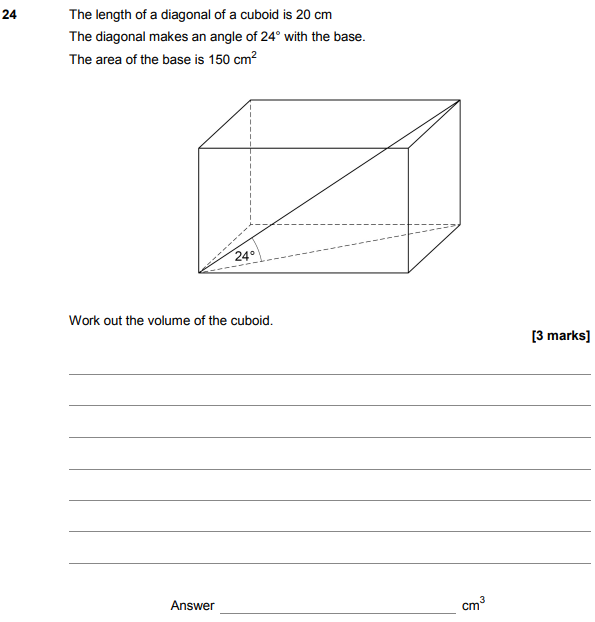 24 The length of a diagonal of a cuboid is 20 cm
The diagonal makes an angle of 24° with the base.
The area of the base is 150 cm²
24°
Work out the volume of the cuboid.
[3 marks]
Answer cm³